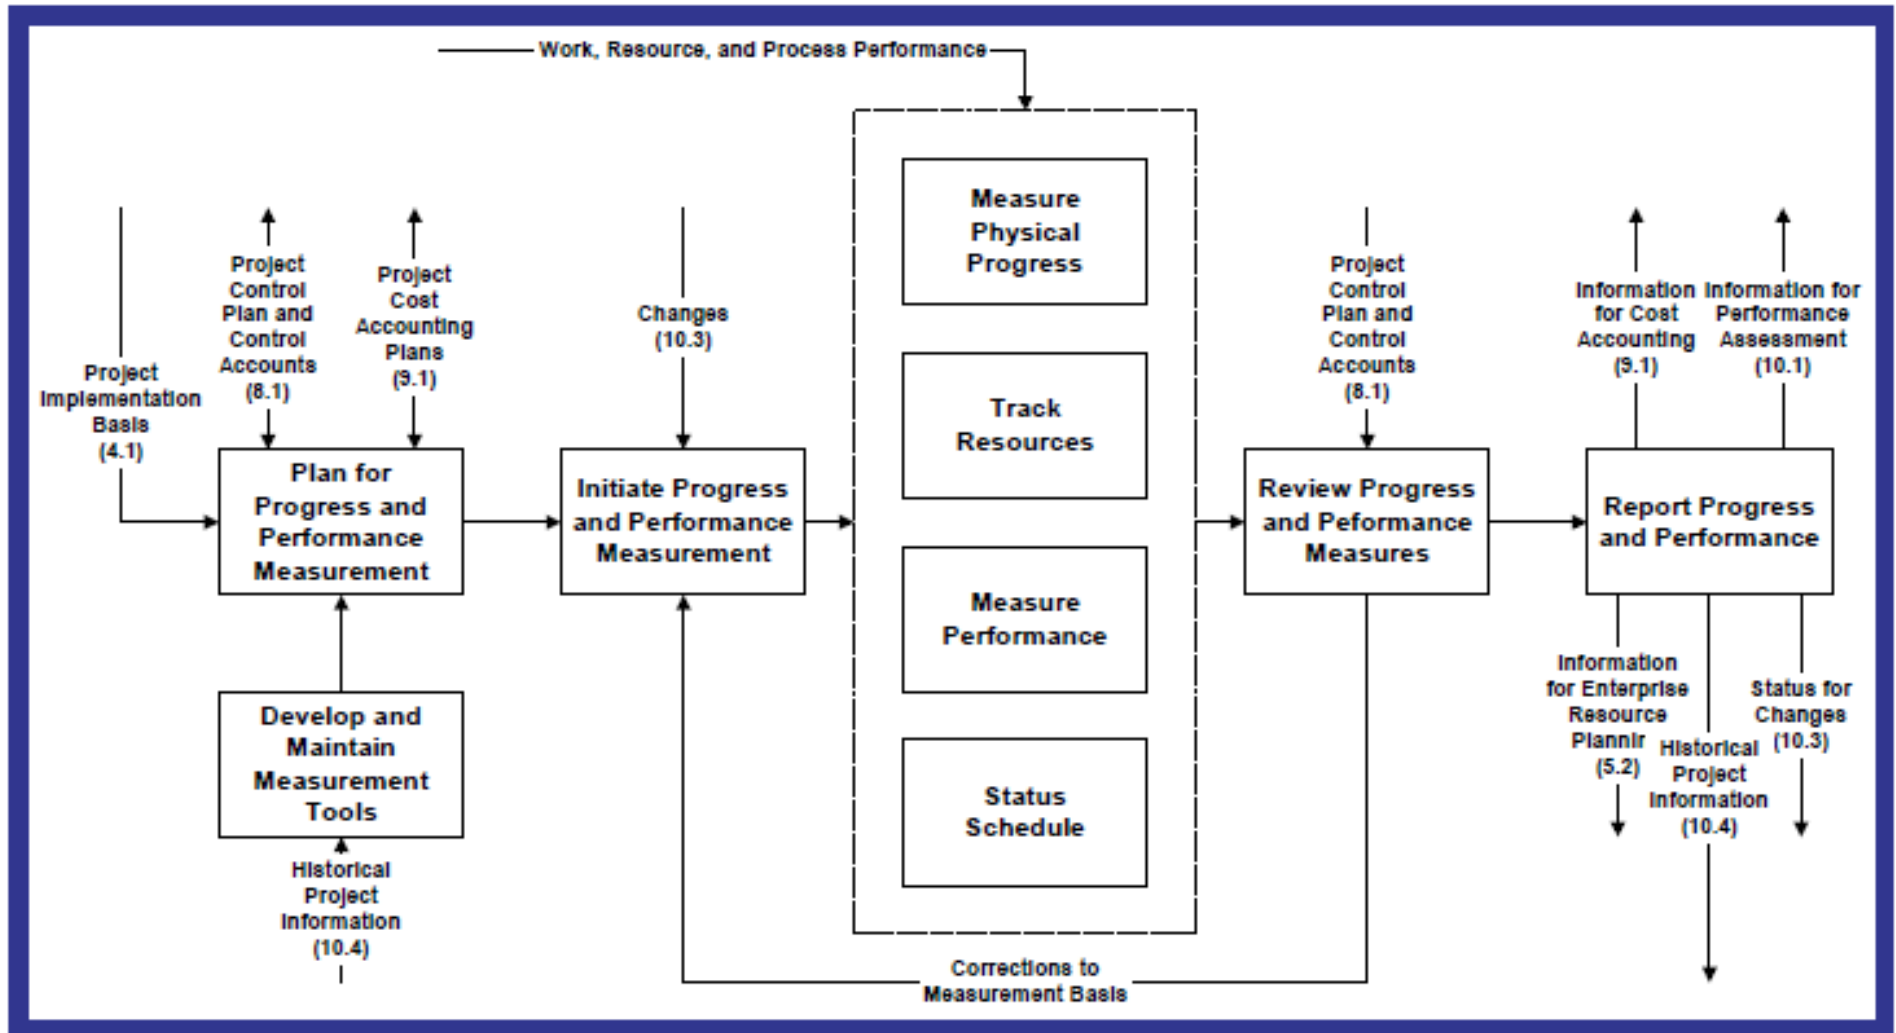 Work, Resource, and Process Performance
Project
Implementation
Basis
(4.1)
Project
Control
Plan and
Control
Accounts
(8.1)
Project
Cost
Accounting
Plans
(9.1)
Changes
(10.3)
Project
Control
Plan and
Control
Accounts
(8.1)
Information
for Cost
Accounting
(9.1)
Information for
Performance
Assessment
(10.1)
Plan for
Progress and
Performance
Measurement
Initiate Progress
and Performance
Measurement
Measure
Physical
Progress
Track
Resources
Measure
Performance
Status
Schedule
Review Progress
and Peformance
Measures
Report Progress
and Performance
Develop and
Maintain
Measurement
Tools
Historical
Project
Information
(10.4)
Corrections to
Measurement Basis
Information
for Enterprise
Resource
Plannir
(5.2)
Historical
Project
Information
(10.4)
Status for
Changes
(10.3)